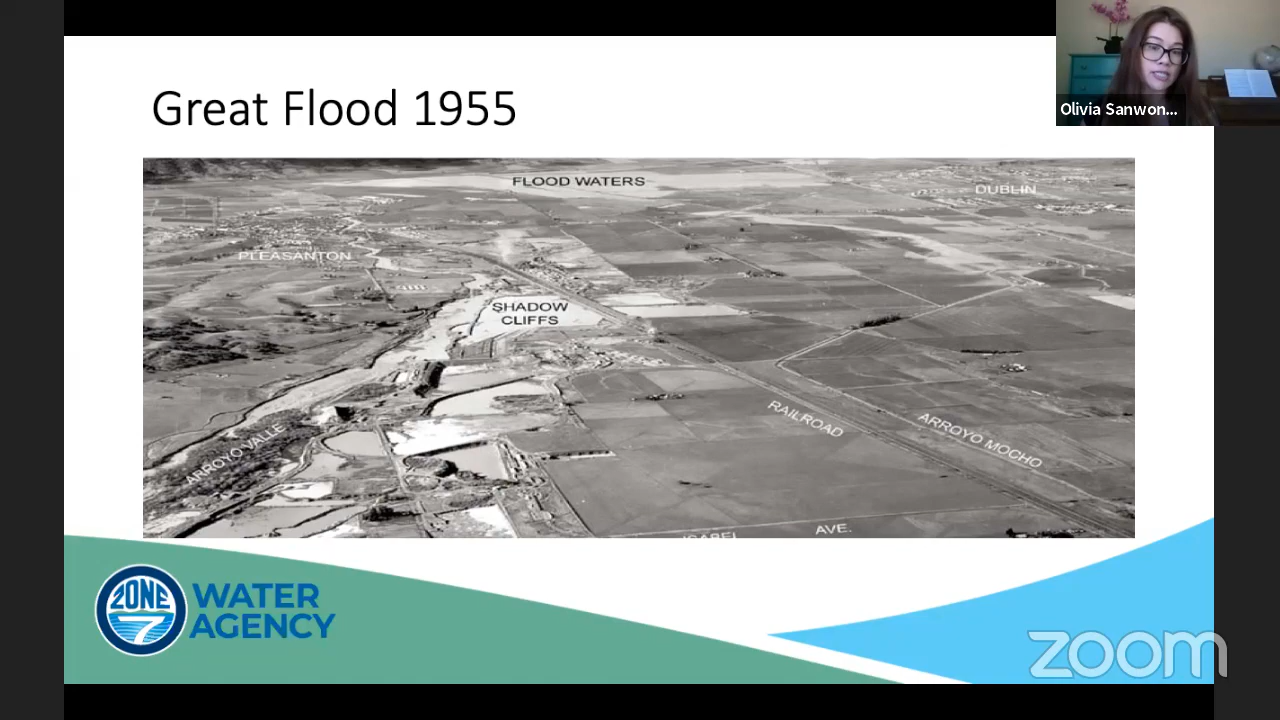 Great Flood 1955
Olivia Sanwon...
FLOOD WATERS
DUBLIN
PLEASANTON
SHADOW
CLIFFS
RAILROAD
ARROYO MOCHO
ARROYO VALLE
AVE.
ZONE
7
WATER
AGENCY
zoom